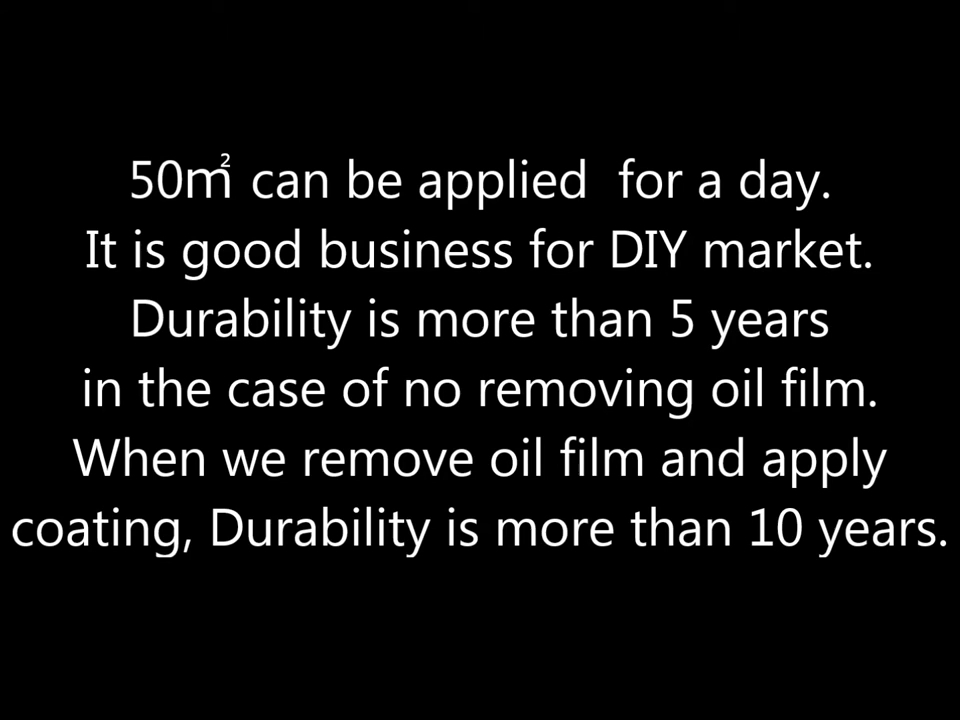 50㎡ can be applied  for a day.
It is good business for DIY market.
Durability is more than 5 years
in the case of no removing oil film.
When we remove oil film and apply
coating, Durability is more than 10 years.